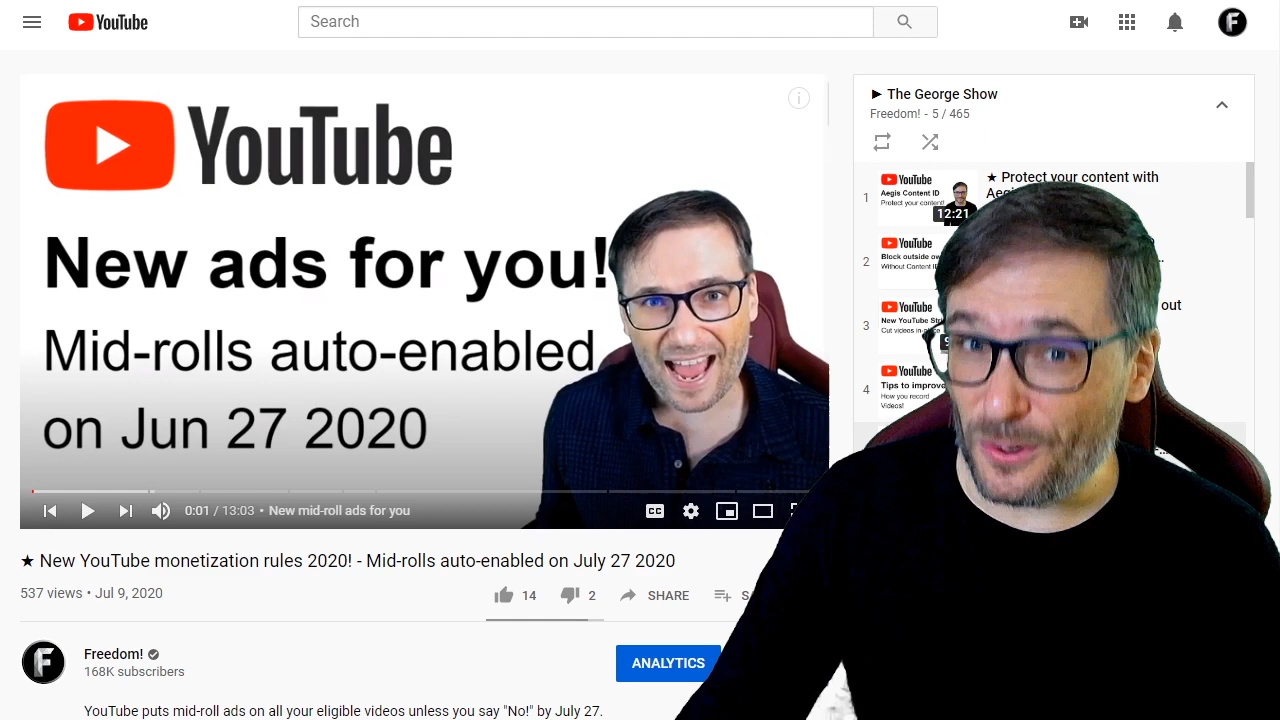 YouTube
Search
YouTube
New ads for you!
Mid-rolls auto-enabled
on Jun 27 2020
0:01 / 13:03 • New mid-roll ads for you
CC
★ New YouTube monetization rules 2020! - Mid-rolls auto-enabled on July 27 2020
537 views • Jul 9, 2020
14
2
SHARE
F
Freedom!
168K subscribers
ANALYTICS
YouTube puts mid-roll ads on all your eligible videos unless you say "No!" by July 27.
► The George Show
Freedom! - 5 / 465
1
YouTube
Aegis Content ID
Protect your content!
12:21
★ Protect your content with
2
YouTube
Block outside
Without Content
3
YouTube
New YouTube
Cut videos
out
4
YouTube
Tips to
How you record
Videos!